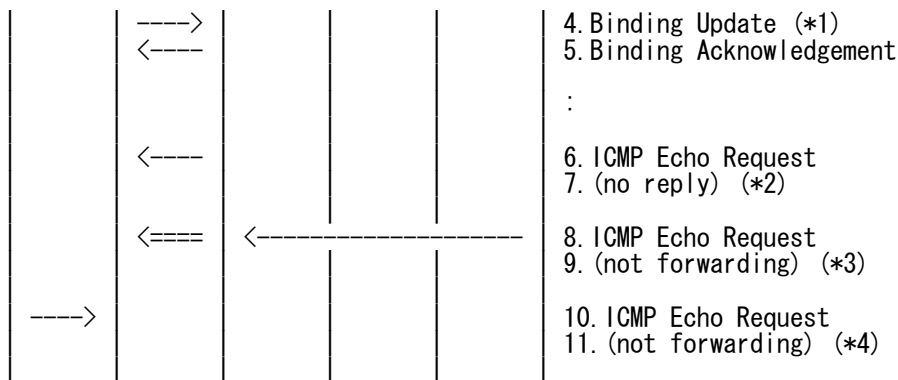 4.Binding Update (*1)
5.Binding Acknowledgement
:
6.ICMP Echo Request
7.(no reply) (*2)
8.ICMP Echo Request
9.(not forwarding) (*3)
10.ICMP Echo Request
11.(not forwarding) (*4)